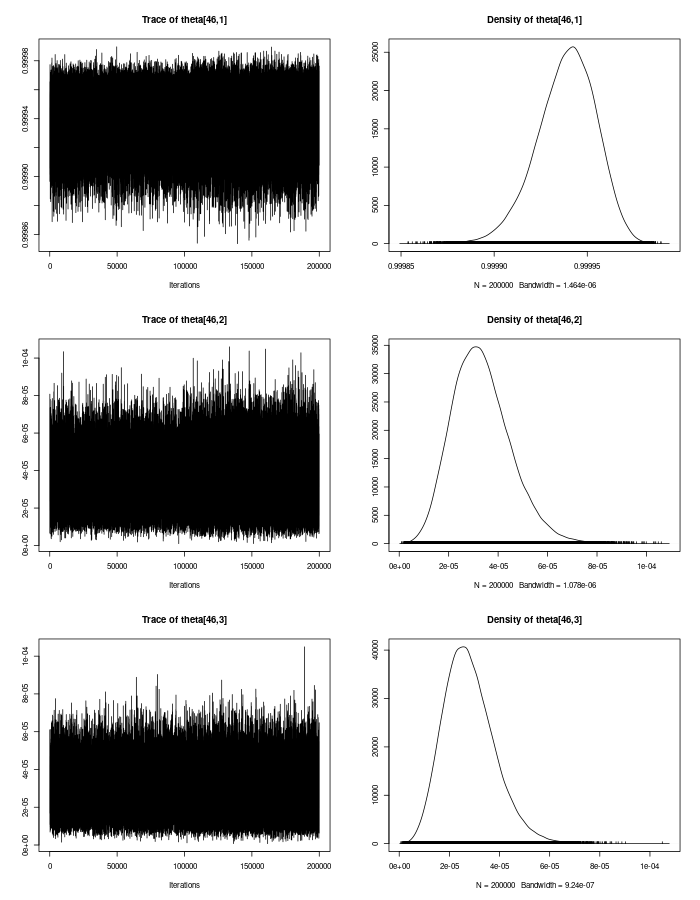 Trace of theta[46,1]
0.99986 0.99990 0.99994 0.99998
0 50000 100000 150000 200000
Iterations
Density of theta[46,1]
0 5000 10000 15000 20000 25000
0.99985 0.99990 0.99995
N = 200000 Bandwidth = 1.464e-06
Trace of theta[46,2]
0e+00 2e-05 4e-05 6e-05 8e-05 1e-04
0 50000 100000 150000 200000
Iterations
Density of theta[46,2]
0 5000 10000 15000 20000 25000 30000 35000
0e+00 2e-05 4e-05 6e-05 8e-05 1e-04
N = 200000 Bandwidth = 1.078e-06
Trace of theta[46,3]
0e+00 2e-05 4e-05 6e-05 8e-05 1e-04
0 50000 100000 150000 200000
Iterations
Density of theta[46,3]
0 10000 20000 30000 40000
0e+00 2e-05 4e-05 6e-05 8e-05 1e-04
N = 200000 Bandwidth = 9.24e-07